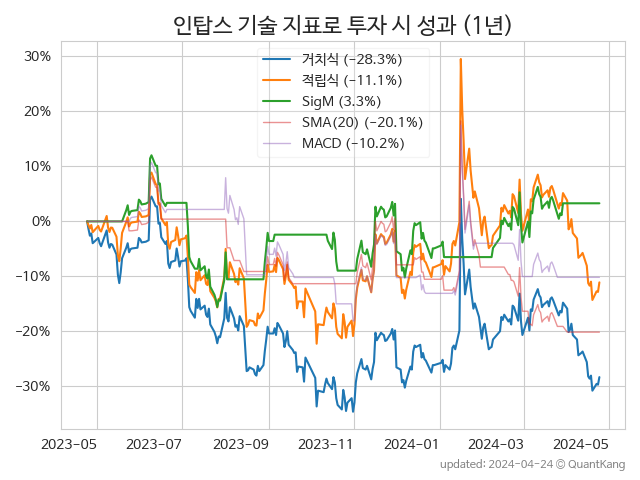 인탑스 기술 지표로 투자 시 성과 (1년)
거치식 (−28.3%)
적립식 (−11.1%)
SigM (3.3%)
SMA(20) (−20.1%)
MACD (−10.2%)
30%
20%
10%
0%
−10%
−20%
−30%
2023−05 2023−07 2023−09 2023−11 2024−01 2024−03 2024−05
updated: 2024−04−24 © QuantKang